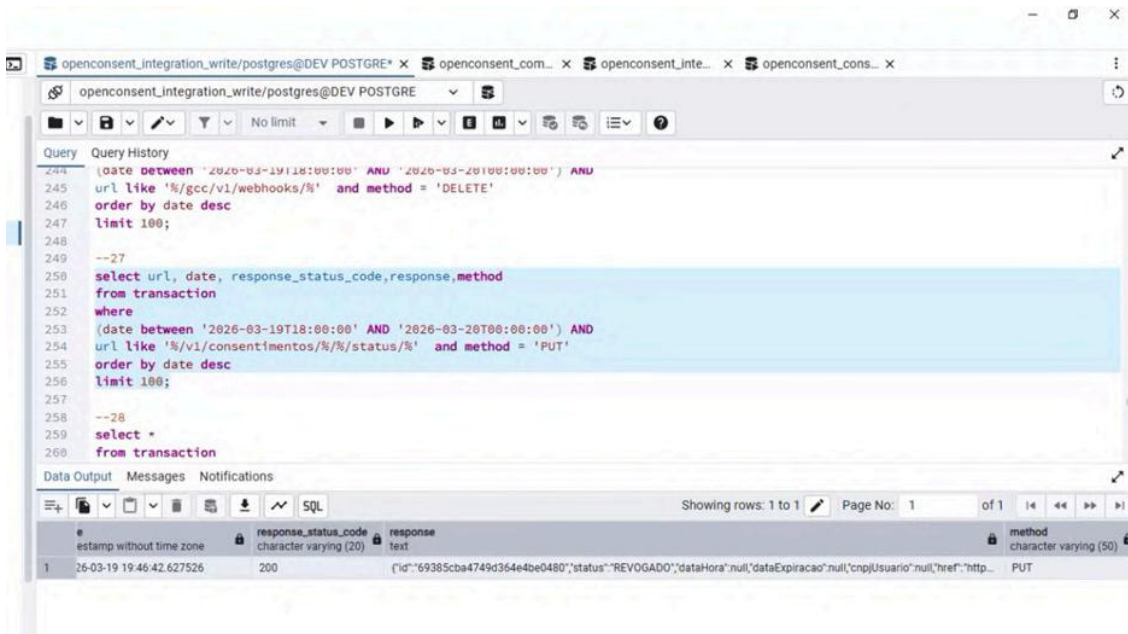 openconsent_integration_write/postgres@DEV POSTGRE* × openconsent_com... × openconsent_inte... × openconsent_cons... ×
openconsent_integration_write/postgres@DEV POSTGRE
No limit
Query Query History
244 (date between '2026-03-19T18:00:00' AND '2026-03-20T00:00:00') AND
245 url like '%/gcc/v1/webhooks/%' and method = 'DELETE'
246 order by date desc
247 limit 100;
248
249 --27
250 select url, date, response_status_code,response,method
251 from transaction
252 where
253 (date between '2026-03-19T18:00:00' AND '2026-03-20T00:00:00') AND
254 url like '%/v1/consentimentos/%/%/status/%' and method = 'PUT'
255 order by date desc
256 limit 100;
257
258 --28
259 select *
260 from transaction
Data Output Messages Notifications
SQL Showing rows: 1 to 1 Page No: 1 of 1
e response_status_code response method
estamp without time zone character varying (20) text character varying (50)
1 26-03-19 19:46:42.627526 200 {"id":"69385cba4749d364e4be0480","status":"REVOGADO","dataHora":null,"dataExpiracao":null,"cnpjUsuario":null,"href":"http... PUT